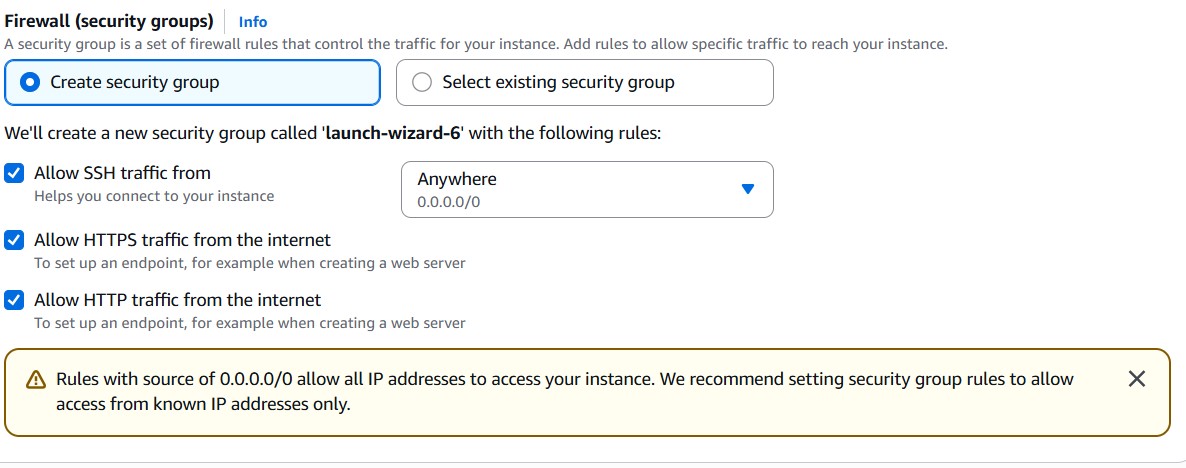 Firewall (security groups) Info
A security group is a set of firewall rules that control the traffic for your instance. Add rules to allow specific traffic to reach your instance.
Create security group
Select existing security group
We'll create a new security group called 'launch-wizard-6' with the following rules:
Allow SSH traffic from
Helps you connect to your instance
Anywhere
0.0.0.0/0
Allow HTTPS traffic from the internet
To set up an endpoint, for example when creating a web server
Allow HTTP traffic from the internet
To set up an endpoint, for example when creating a web server
Rules with source of 0.0.0.0/0 allow all IP addresses to access your instance. We recommend setting security group rules to allow
access from known IP addresses only.